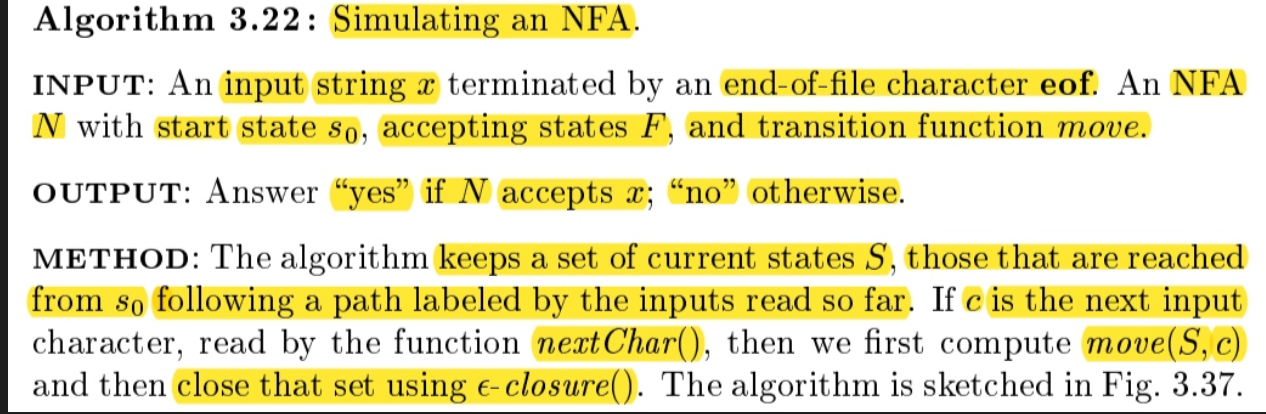 Algorithm 3.22: Simulating an NFA.
INPUT: An input string x terminated by an end-of-file character eof. An NFA
N with start state s₀, accepting states F, and transition function move.
OUTPUT: Answer “yes” if N accepts x; “no” otherwise.
METHOD: The algorithm keeps a set of current states S, those that are reached
from s₀ following a path labeled by the inputs read so far. If c is the next input
character, read by the function nextChar(), then we first compute move(S, c)
and then close that set using ϵ-closure(). The algorithm is sketched in Fig. 3.37.